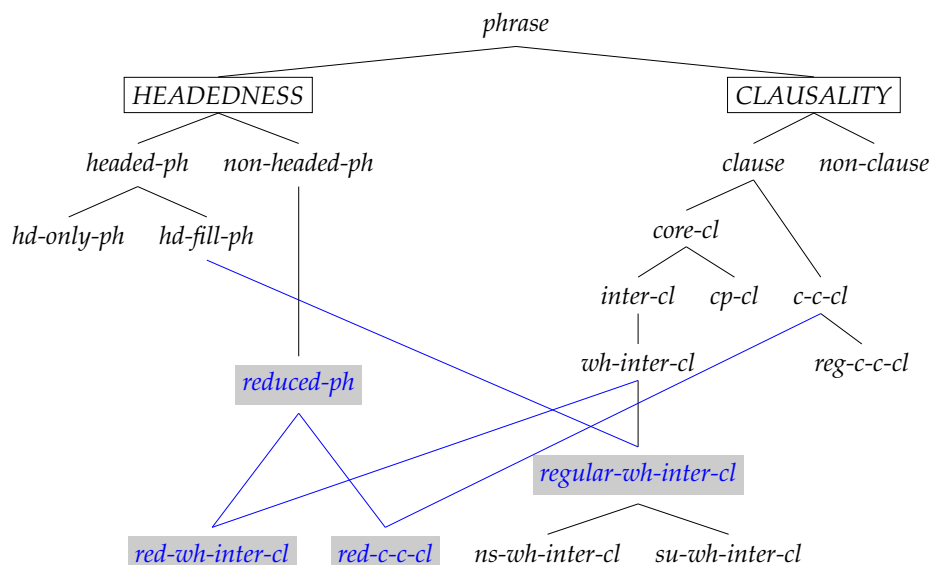 phrase
HEADEDNESS CLAUSALITY
headed-ph non-headed-ph clause non-clause
hd-only-ph hd-fill-ph core-cl
inter-cl cp-cl c-c-cl
wh-inter-cl reg-c-c-cl
reduced-ph
regular-wh-inter-cl
red-wh-inter-cl red-c-c-cl ns-wh-inter-cl su-wh-inter-cl